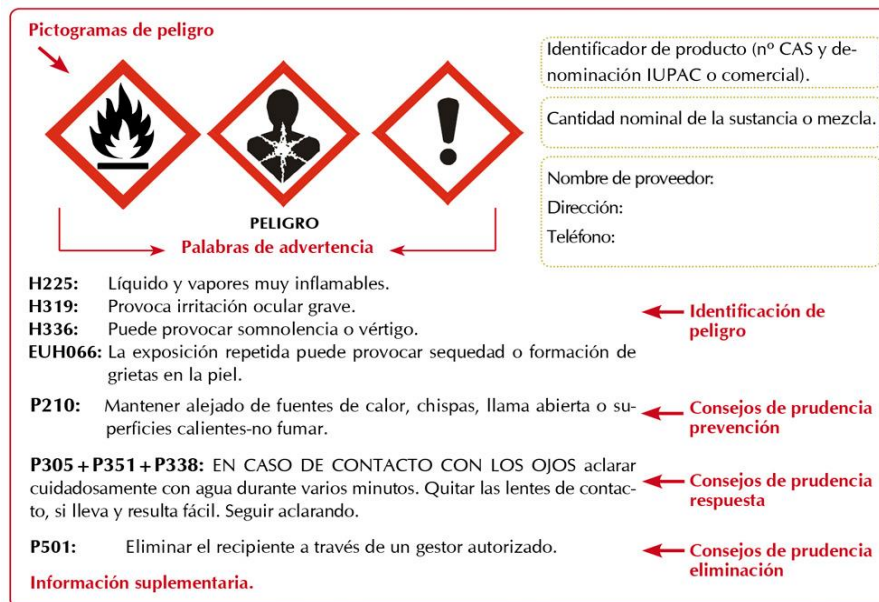 Pictogramas de peligro
Identificador de producto (nº CAS y de-
nominación IUPAC o comercial).
Cantidad nominal de la sustancia o mezcla.
Nombre de proveedor:
Dirección:
Teléfono:
PELIGRO
Palabras de advertencia
H225: Líquido y vapores muy inflamables.
H319: Provoca irritación ocular grave.
H336: Puede provocar somnolencia o vértigo.
EUH066: La exposición repetida puede provocar sequedad o formación de
grietas en la piel.
Identificación de
peligro
P210: Mantener alejado de fuentes de calor, chispas, llama abierta o su-
perficies calientes-no fumar.
Consejos de prudencia
prevención
P305+P351+P338: EN CASO DE CONTACTO CON LOS OJOS aclarar
cuidadosamente con agua durante varios minutos. Quitar las lentes de contac-
to, si lleva y resulta fácil. Seguir aclarando.
Consejos de prudencia
respuesta
P501: Eliminar el recipiente a través de un gestor autorizado.
Consejos de prudencia
eliminación
Información suplementaria.